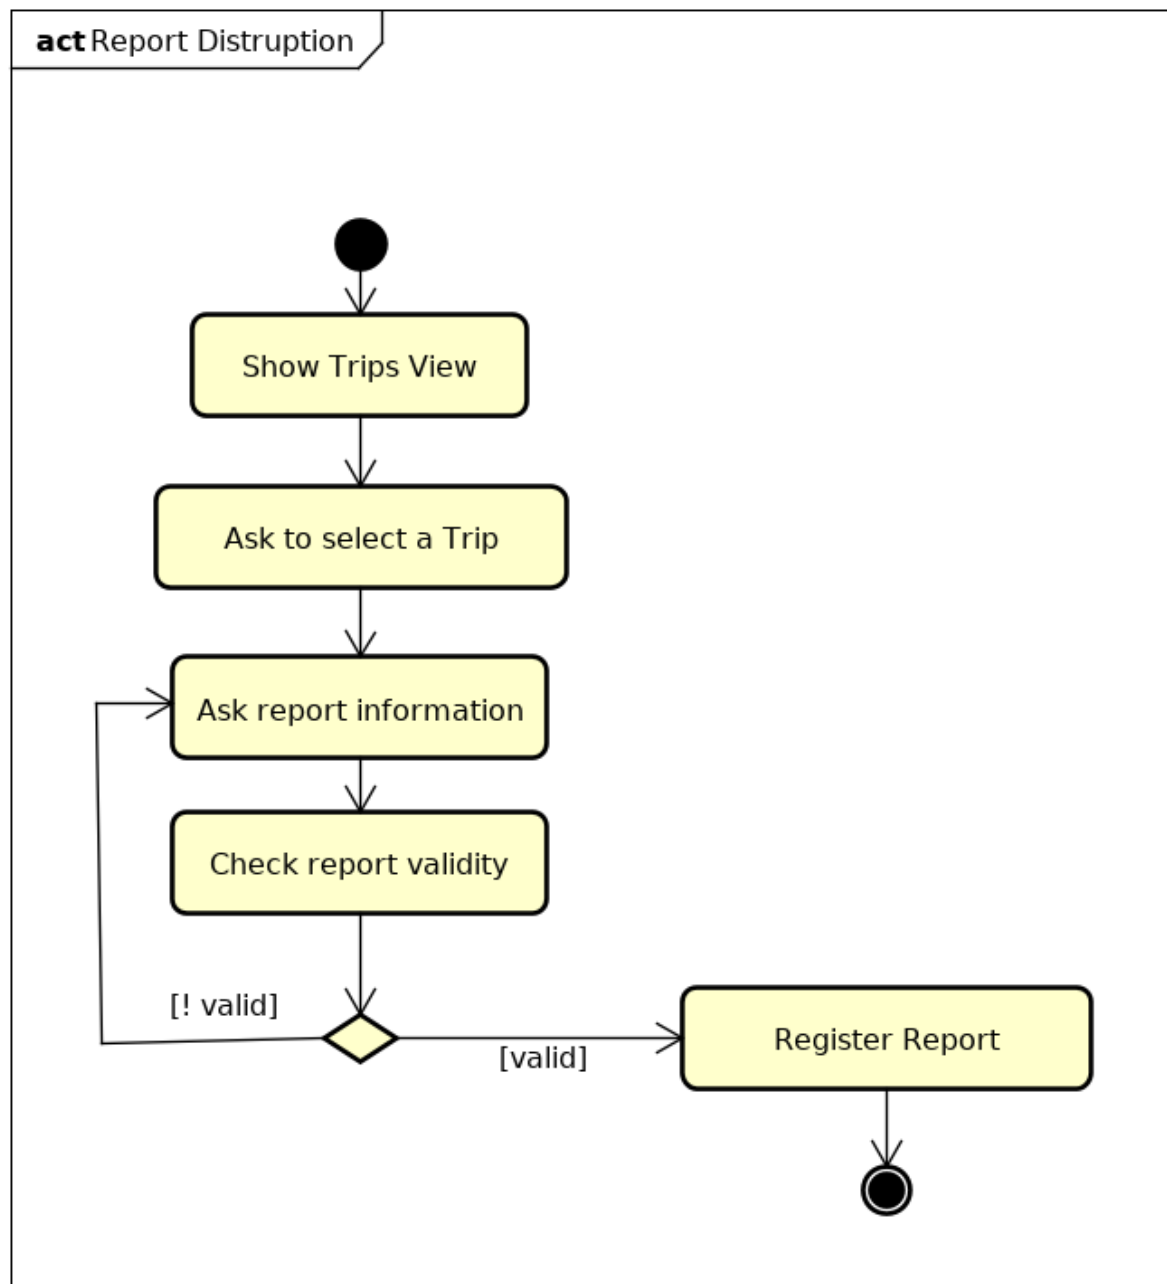 act Report Distruption
Show Trips View
Ask to select a Trip
Ask report information
Check report validity
[! valid]
[valid]
Register Report